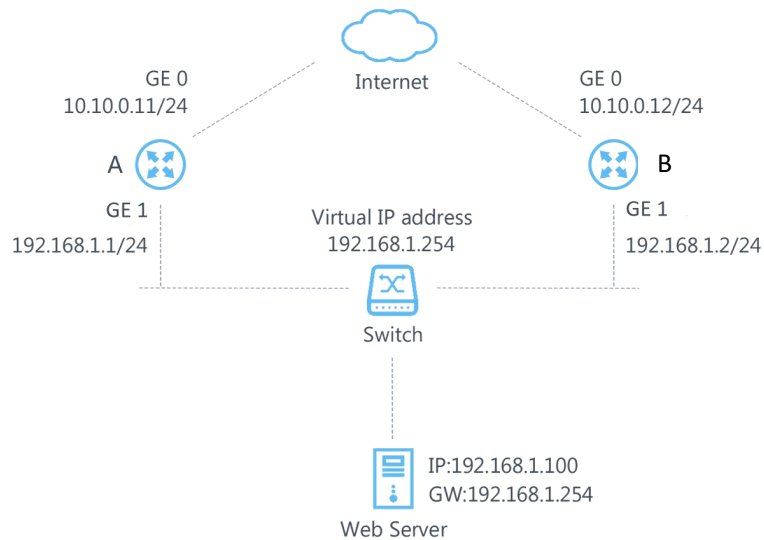 Internet
GE 0
10.10.0.11/24
GE 0
10.10.0.12/24
A
B
GE 1
192.168.1.1/24
Virtual IP address
192.168.1.254
GE 1
192.168.1.2/24
Switch
IP:192.168.1.100
GW:192.168.1.254
Web Server